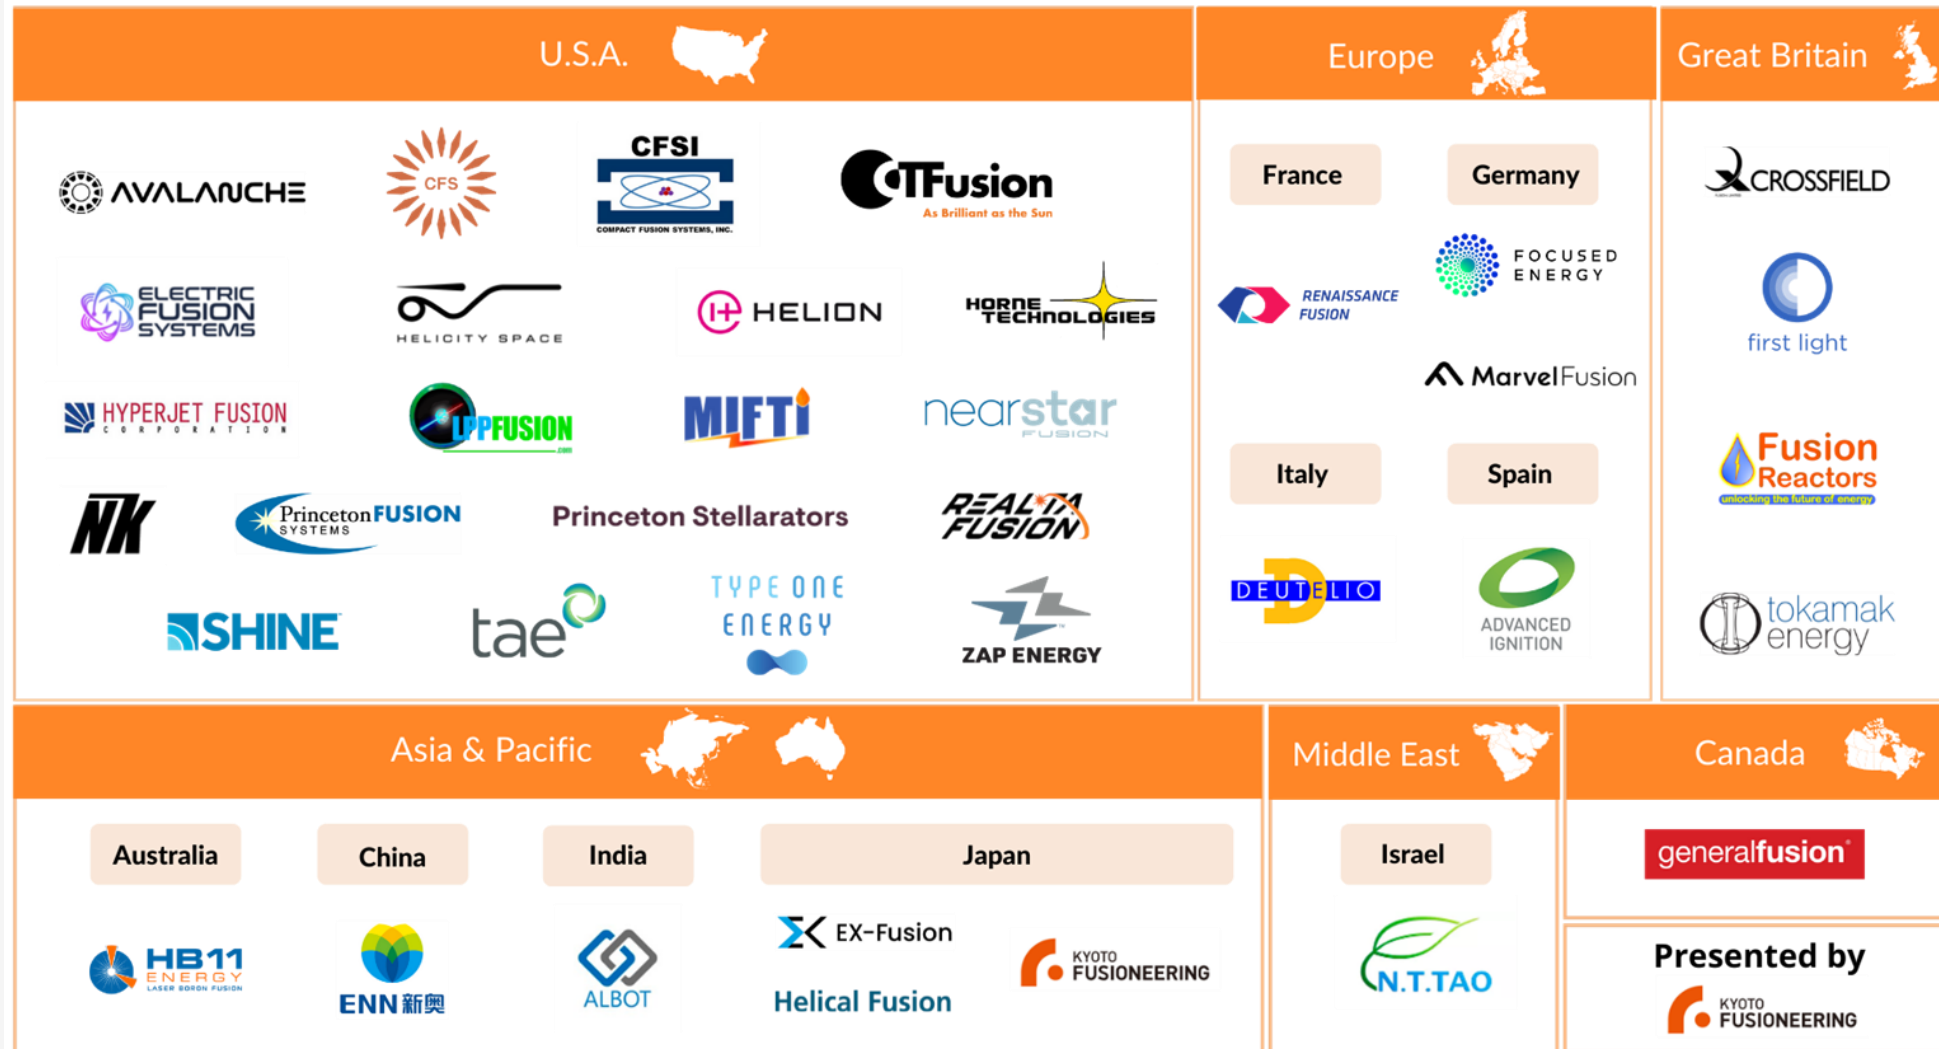 U.S.A.
Europe
Great Britain
AVALANCHE
CFS
CFSI
COMPACT FUSION SYSTEMS, INC.
CTFusion
As Brilliant as the Sun
ELECTRIC
FUSION
SYSTEMS
HELICITY SPACE
HELION
HORNE
TECHNOLOGIES
HYPERJET FUSION
CORPORATION
LPPFUSION
.com
MIFTI
nearstar
FUSION
NK
PrincetonFUSION
SYSTEMS
Princeton Stellarators
REALTA
FUSION
SHINE
tae
TYPE ONE
ENERGY
ZAP ENERGY
France
Germany
RENAISSANCE
FUSION
FOCUSED
ENERGY
MarvelFusion
Italy
Spain
DEUTELIO
ADVANCED
IGNITION
CROSSFIELD
first light
Fusion
Reactors
unlocking the future of energy
tokamak
energy
Asia & Pacific
Middle East
Canada
Australia
China
India
Japan
HB11
ENERGY
LASER BORON FUSION
ENN新奥
ALBOT
EX-Fusion
Helical Fusion
KYOTO
FUSIONEERING
Israel
N.T.TAO
generalfusion
Presented by
KYOTO
FUSIONEERING